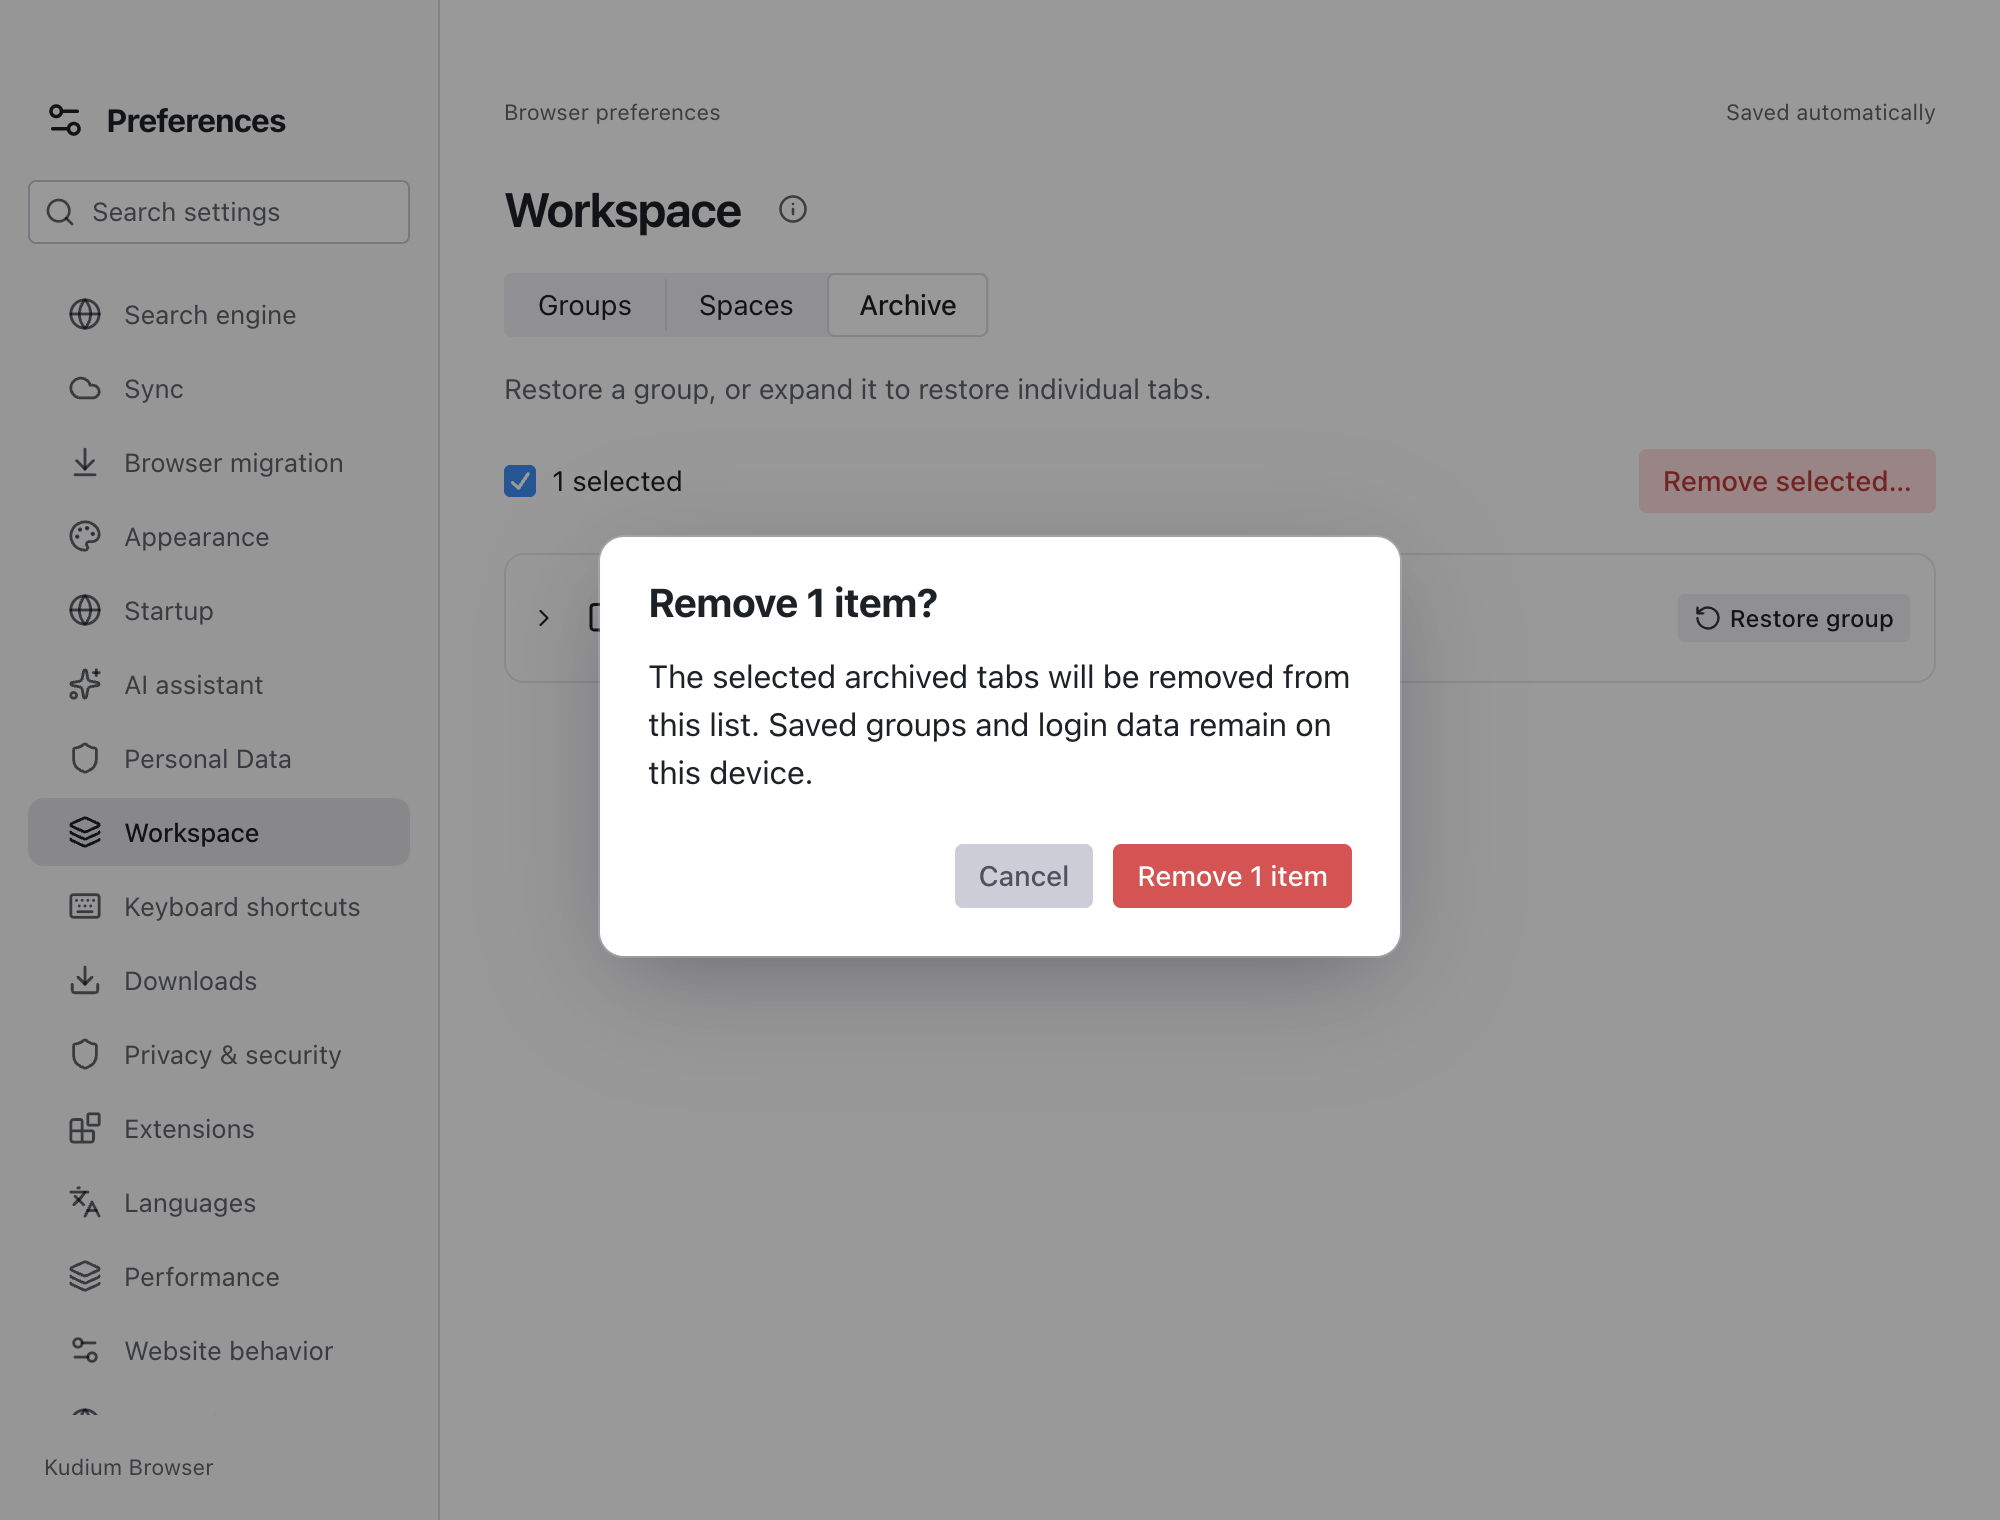 Preferences
Search settings
Search engine
Sync
Browser migration
Appearance
Startup
AI assistant
Personal Data
Workspace
Keyboard shortcuts
Downloads
Privacy & security
Extensions
Languages
Performance
Website behavior
Kudium Browser
Browser preferences
Saved automatically
Workspace
Groups
Spaces
Archive
Restore a group, or expand it to restore individual tabs.
1 selected
Remove selected...
Restore group
Remove 1 item?
The selected archived tabs will be removed from
this list. Saved groups and login data remain on
this device.
Cancel
Remove 1 item